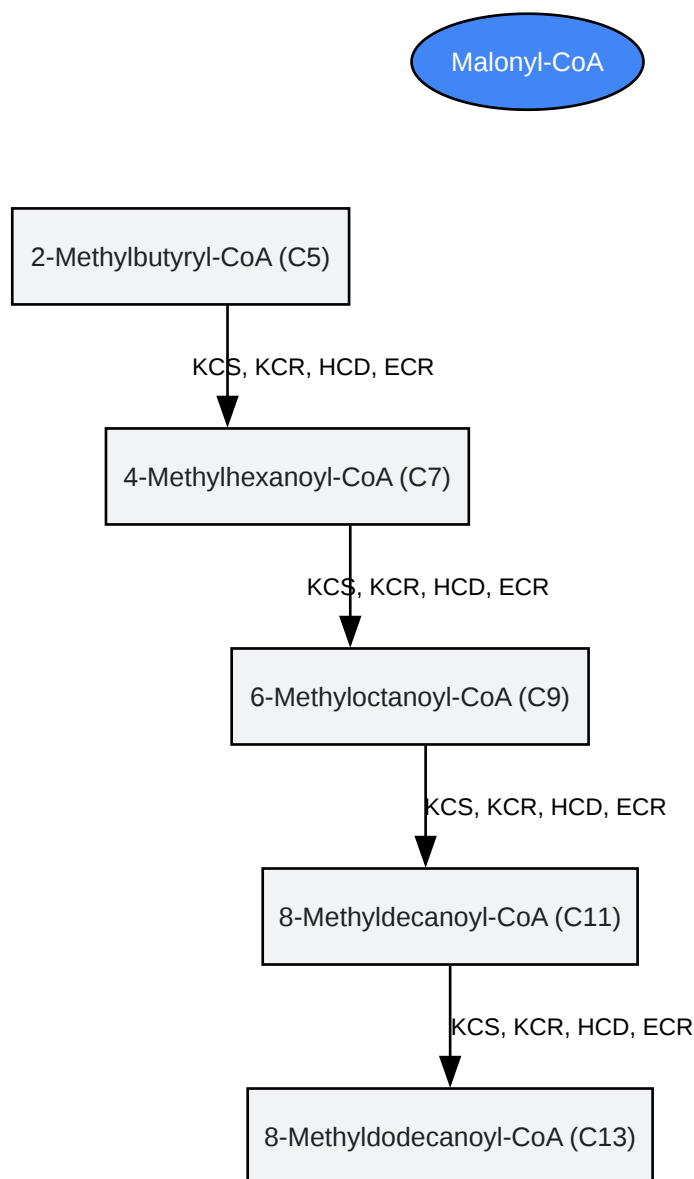 Malonyl-CoA
2-Methylbutyryl-CoA (C5)
KCS, KCR, HCD, ECR
4-Methylhexanoyl-CoA (C7)
KCS, KCR, HCD, ECR
6-Methyloctanoyl-CoA (C9)
KCS, KCR, HCD, ECR
8-Methyldecanoyl-CoA (C11)
KCS, KCR, HCD, ECR
8-Methyldodecanoyl-CoA (C13)